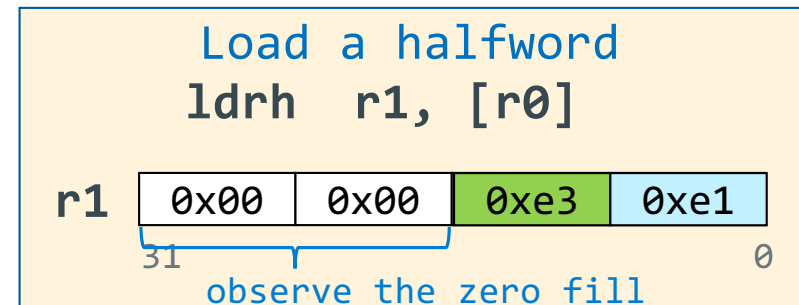 Load a halfword
ldrh r1, [r0]
r1 0x00 0x00 0xe3 0xe1
31 0
observe the zero fill